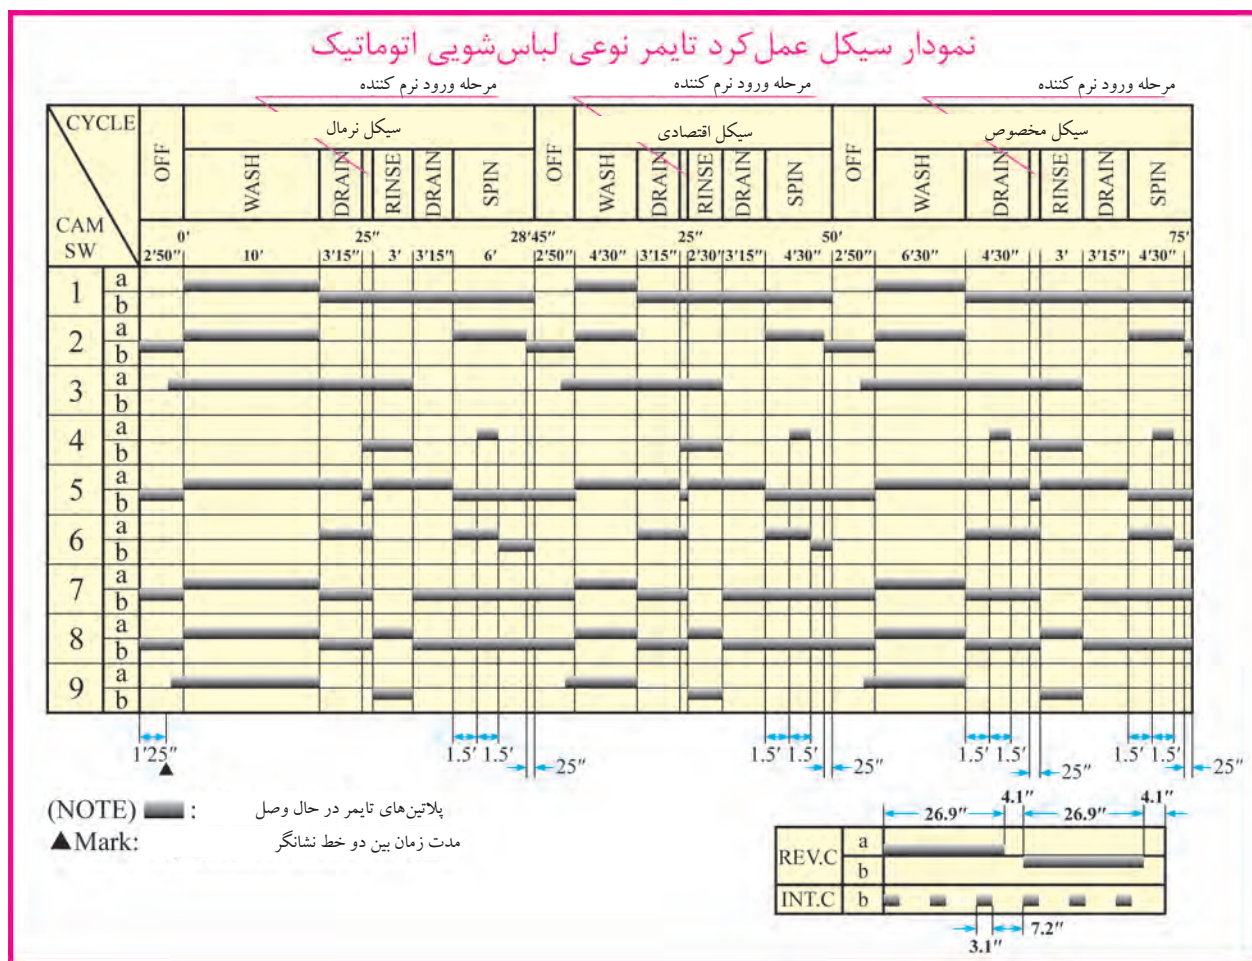 نمودار سیکل عمل‌کرد تایمر نوعی لباس‌شویی اتوماتیک
مرحله ورود نرم کننده مرحله ورود نرم کننده مرحله ورود نرم کننده
CYCLE
CAM
SW
سیکل نرمال سیکل اقتصادی سیکل مخصوص
OFF WASH DRAIN RINSE DRAIN SPIN OFF WASH DRAIN RINSE DRAIN SPIN OFF WASH DRAIN RINSE DRAIN SPIN
0' 25" 28'45" 25" 50' 75'
2'50" 10' 3'15" 3' 3'15" 6' 2'50" 4'30" 3'15" 2'30" 3'15" 4'30" 2'50" 6'30" 4'30" 3' 3'15" 4'30"
1 a
b
2 a
b
3 a
b
4 a
b
5 a
b
6 a
b
7 a
b
8 a
b
9 a
b
1'25" 1.5' 1.5' 25" 1.5' 1.5' 25" 1.5' 1.5' 25" 1.5' 1.5' 25"
(NOTE) : پلاتین‌های تایمر در حال وصل
▲Mark: مدت زمان بین دو خط نشانگر
26.9" 4.1" 26.9" 4.1"
REV.C a
b
INT.C b
3.1" 7.2"